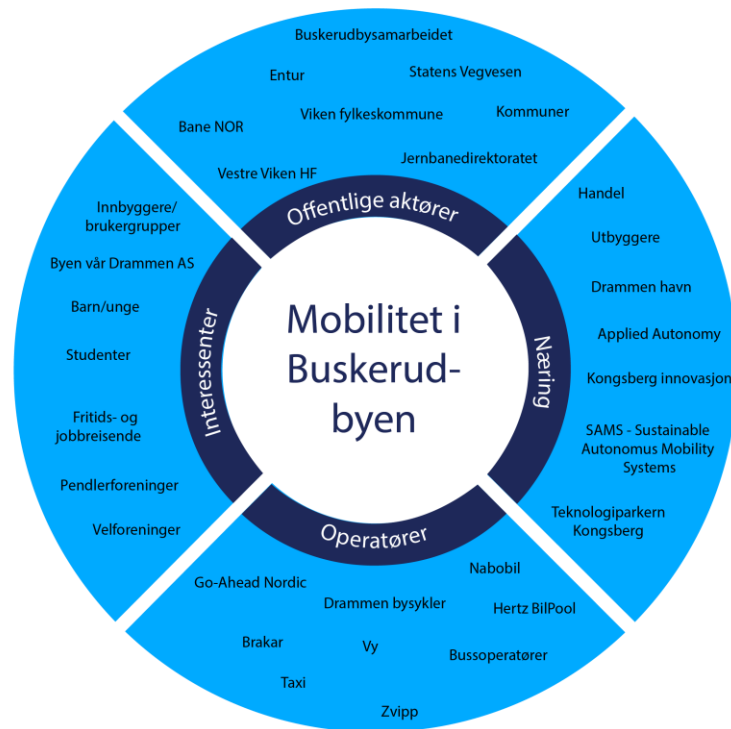 Buskerudbysamarbeidet
Entur
Statens Vegvesen
Bane NOR
Viken fylkeskommune
Kommuner
Vestre Viken HF
Jernbanedirektoratet
Offentlige aktører
Innbyggere/
brukergrupper
Byen vår Drammen AS
Barn/unge
Studenter
Fritids- og
jobbreisende
Pendlerforeninger
Velforeninger
Interessenter
Mobilitet i
Buskerud-
byen
Næring
Handel
Utbyggere
Drammen havn
Applied Autonomy
Kongsberg innovasjon
SAMS - Sustainable
Autonomus Mobility
Systems
Teknologiparkern
Kongsberg
Operatører
Go-Ahead Nordic
Nabobil
Drammen bysykler
Hertz BilPool
Brakar
Vy
Bussoperatører
Taxi
Zvipp